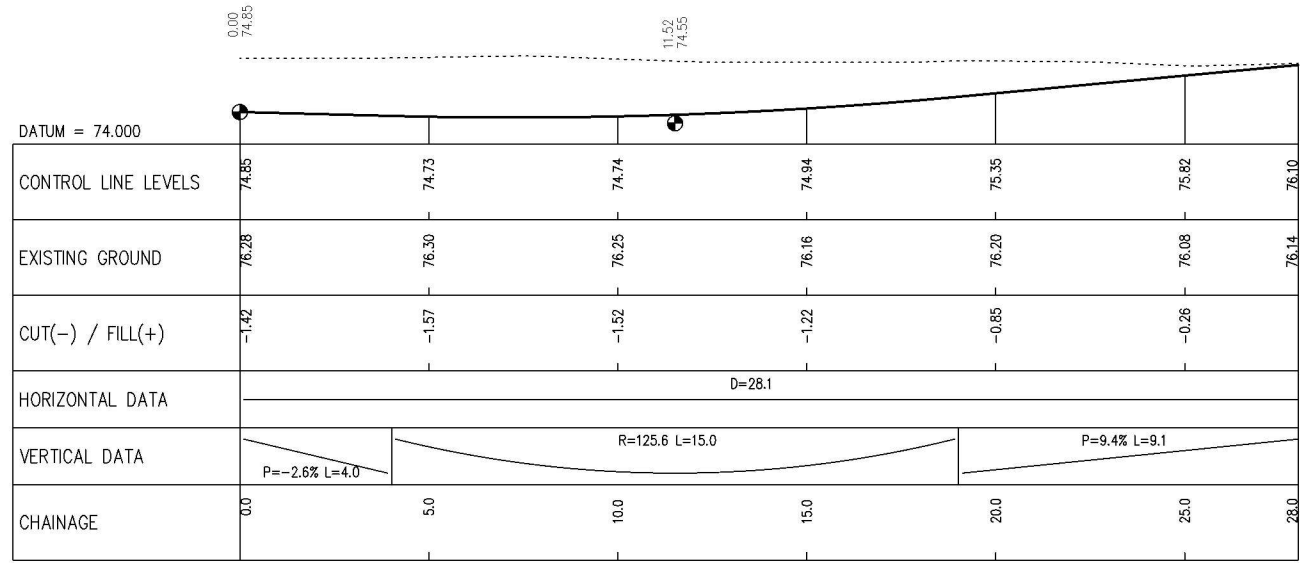 0.00
74.85
11.52
74.55
DATUM = 74.000
CONTROL LINE LEVELS 74.85 74.73 74.74 74.94 75.35 75.82 76.10
EXISTING GROUND 76.28 76.30 76.25 76.16 76.20 76.08 76.14
CUT(-) / FILL(+) -1.42 -1.57 -1.52 -1.22 -0.85 -0.26
HORIZONTAL DATA D=28.1
VERTICAL DATA P=-2.6% L=4.0 R=125.6 L=15.0 P=9.4% L=9.1
CHAINAGE 0.0 5.0 10.0 15.0 20.0 25.0 28.0